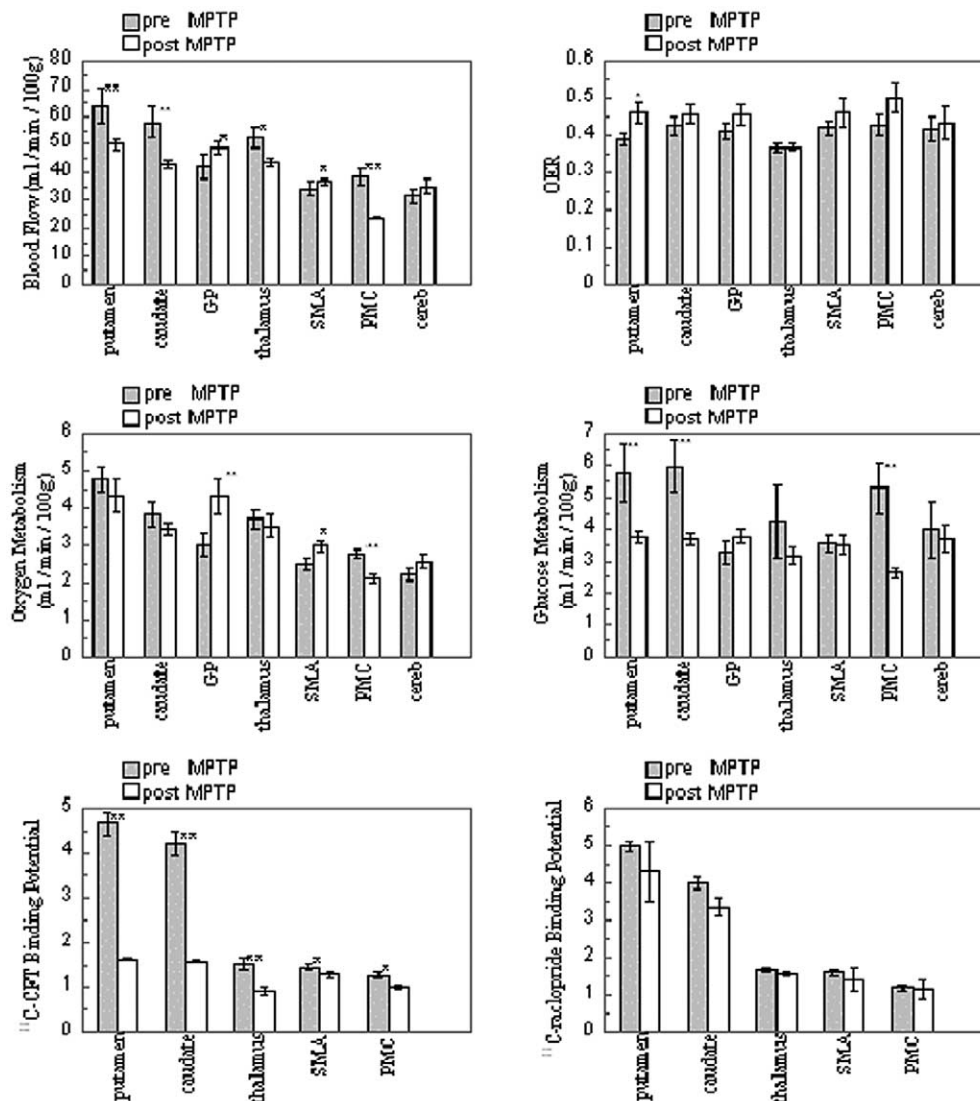 pre MPTP
post MPTP
Blood Flow (ml / min. / 100g)
80
70
60
50
40
30
20
10
0
** ** * * * **
putamen
caudate
GP
thalamus
SMA
PMC
cereb
pre MPTP
post MPTP
OER
0.6
0.5
0.4
0.3
0.2
0.1
0
*
putamen
caudate
GP
thalamus
SMA
PMC
cereb
pre MPTP
post MPTP
Oxygen Metabolism
(ml / min. / 100g)
6
5
4
3
2
1
0
** * **
putamen
caudate
GP
thalamus
SMA
PMC
cereb
pre MPTP
post MPTP
Glucose Metabolism
(ml / min. / 100g)
7
6
5
4
3
2
1
0
** ** **
putamen
caudate
GP
thalamus
SMA
PMC
cereb
pre MPTP
post MPTP
¹¹C-CFT Binding Potential
5
4
3
2
1
0
** ** ** * *
putamen
caudate
thalamus
SMA
PMC
pre MPTP
post MPTP
¹¹C-raclopride Binding Potential
6
5
4
3
2
1
0
putamen
caudate
thalamus
SMA
PMC